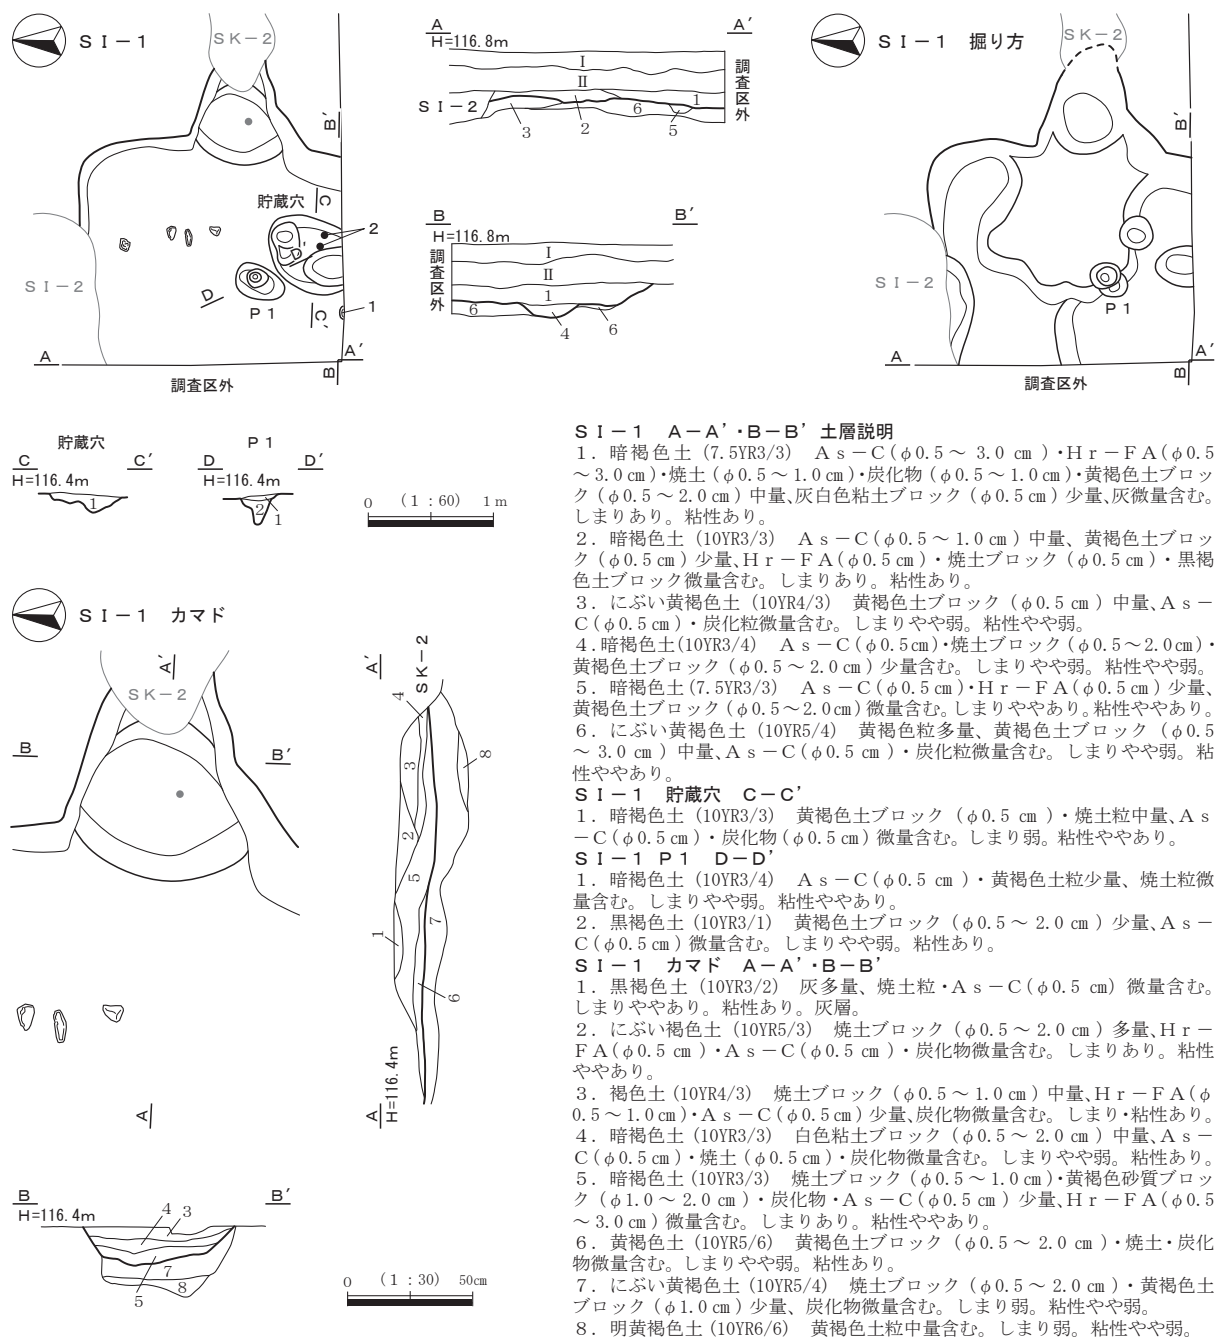 ＳＩ－１
ＳＫ－２
Ｂ′
貯蔵穴
Ｃ
２
Ｄ′
ＳＩ－２
Ｄ
Ｐ１
Ｃ′
１
Ａ
Ａ′
Ｂ
調査区外
Ａ
Ａ′
H=116.8m
Ⅰ
Ⅱ
調査区外
ＳＩ－２
1
6
3
2
5
Ｂ
Ｂ′
H=116.8m
調査区外
Ⅰ
Ⅱ
1
6
4
6
ＳＩ－１　掘り方
ＳＫ－２
Ｂ′
ＳＩ－２
Ｐ１
Ａ
Ａ′
Ｂ
調査区外
貯蔵穴
Ｃ
Ｃ′
H=116.4m
1
Ｐ１
Ｄ
Ｄ′
H=116.4m
2
1
0　（1：60）　1ｍ
ＳＩ－１　カマド
Ａ′
ＳＫ－２
Ｂ
Ｂ′
Ａ
Ａ′
ＳＫ－２
4
3
8
2
5
7
1
6
Ａ
H=116.4m
Ｂ
Ｂ′
H=116.4m
4
3
7
8
5
0　（1：30）　50㎝
ＳＩ－１　Ａ－Ａ’・Ｂ－Ｂ’ 土層説明
１．暗褐色土（7.5YR3/3）　Ａｓ－Ｃ（φ0.5 ～ 3.0 ㎝）・Ｈｒ－ＦＡ（φ0.5
～ 3.0㎝）・焼土（φ0.5 ～ 1.0㎝）・炭化物（φ0.5 ～ 1.0㎝）・黄褐色土ブロッ
ク（φ0.5 ～ 2.0㎝）中量、灰白色粘土ブロック（φ0.5㎝）少量、灰微量含む。
しまりあり。粘性あり。
２．暗褐色土（10YR3/3）　Ａｓ－Ｃ（φ0.5 ～ 1.0㎝）中量、黄褐色土ブロッ
ク（φ0.5㎝）少量、Ｈｒ－ＦＡ（φ0.5㎝）・焼土ブロック（φ0.5㎝）・黒褐
色土ブロック微量含む。しまりあり。粘性あり。
３．にぶい黄褐色土（10YR4/3）　黄褐色土ブロック（φ0.5㎝）中量、Ａｓ－
Ｃ（φ0.5㎝）・炭化粒微量含む。しまりやや弱。粘性やや弱。
４．暗褐色土（10YR3/4）　Ａｓ－Ｃ（φ0.5㎝）・焼土ブロック（φ0.5～2.0㎝）・
黄褐色土ブロック（φ0.5 ～ 2.0㎝）少量含む。しまりやや弱。粘性やや弱。
５．暗褐色土（7.5YR3/3）　Ａｓ－Ｃ（φ0.5㎝）・Ｈｒ－ＦＡ（φ0.5㎝）少量、
黄褐色土ブロック（φ0.5～2.0㎝）微量含む。しまりややあり。粘性ややあり。
６．にぶい黄褐色土（10YR5/4）　黄褐色粒多量、黄褐色土ブロック（φ0.5
～ 3.0㎝）中量、Ａｓ－Ｃ（φ0.5㎝）・炭化粒微量含む。しまりやや弱。粘
性ややあり。
ＳＩ－１　貯蔵穴　Ｃ－Ｃ’
１．暗褐色土（10YR3/3）　黄褐色土ブロック（φ0.5㎝）・焼土粒中量、Ａｓ
－Ｃ（φ0.5㎝）・炭化物（φ0.5㎝）微量含む。しまり弱。粘性ややあり。
ＳＩ－１ Ｐ１　Ｄ－Ｄ’
１．暗褐色土（10YR3/4）　Ａｓ－Ｃ（φ0.5 ㎝）・黄褐色土粒少量、焼土粒微
量含む。しまりやや弱。粘性ややあり。
２．黒褐色土（10YR3/1）　黄褐色土ブロック（φ0.5 ～ 2.0㎝）少量、Ａｓ－
Ｃ（φ0.5㎝）微量含む。しまりやや弱。粘性あり。
ＳＩ－１　カマド　Ａ－Ａ’・Ｂ－Ｂ’
１．黒褐色土（10YR3/2）　灰多量、焼土粒・Ａｓ－Ｃ（φ0.5㎝）微量含む。
しまりややあり。粘性あり。灰層。
２．にぶい褐色土（10YR5/3）　焼土ブロック（φ0.5 ～ 2.0㎝）多量、Ｈｒ－
ＦＡ（φ0.5㎝）・Ａｓ－Ｃ（φ0.5㎝）・炭化物微量含む。しまりあり。粘性
ややあり。
３．褐色土（10YR4/3）　焼土ブロック（φ0.5 ～ 1.0㎝）中量、Ｈｒ－ＦＡ（φ
0.5 ～ 1.0㎝）・Ａｓ－Ｃ（φ0.5㎝）少量、炭化物微量含む。しまり・粘性あり。
４．暗褐色土（10YR3/3）　白色粘土ブロック（φ0.5 ～ 2.0㎝）中量、Ａｓ－
Ｃ（φ0.5㎝）・焼土（φ0.5㎝）・炭化物微量含む。しまりやや弱。粘性あり。
５．暗褐色土（10YR3/3）　焼土ブロック（φ0.5 ～ 1.0㎝）・黄褐色砂質ブロッ
ク（φ1.0 ～ 2.0㎝）・炭化物・Ａｓ－Ｃ（φ0.5㎝）少量、Ｈｒ－ＦＡ（φ0.5
～ 3.0㎝）微量含む。しまりあり。粘性ややあり。
６．黄褐色土（10YR5/6）　黄褐色土ブロック（φ0.5 ～ 2.0㎝）・焼土・炭化
物微量含む。しまりやや弱。粘性あり。
７．にぶい黄褐色土（10YR5/4）　焼土ブロック（φ0.5 ～ 2.0㎝）・黄褐色土
ブロック（φ1.0㎝）少量、炭化物微量含む。しまり弱。粘性やや弱。
８．明黄褐色土（10YR6/6）　黄褐色土粒中量含む。しまり弱。粘性やや弱。